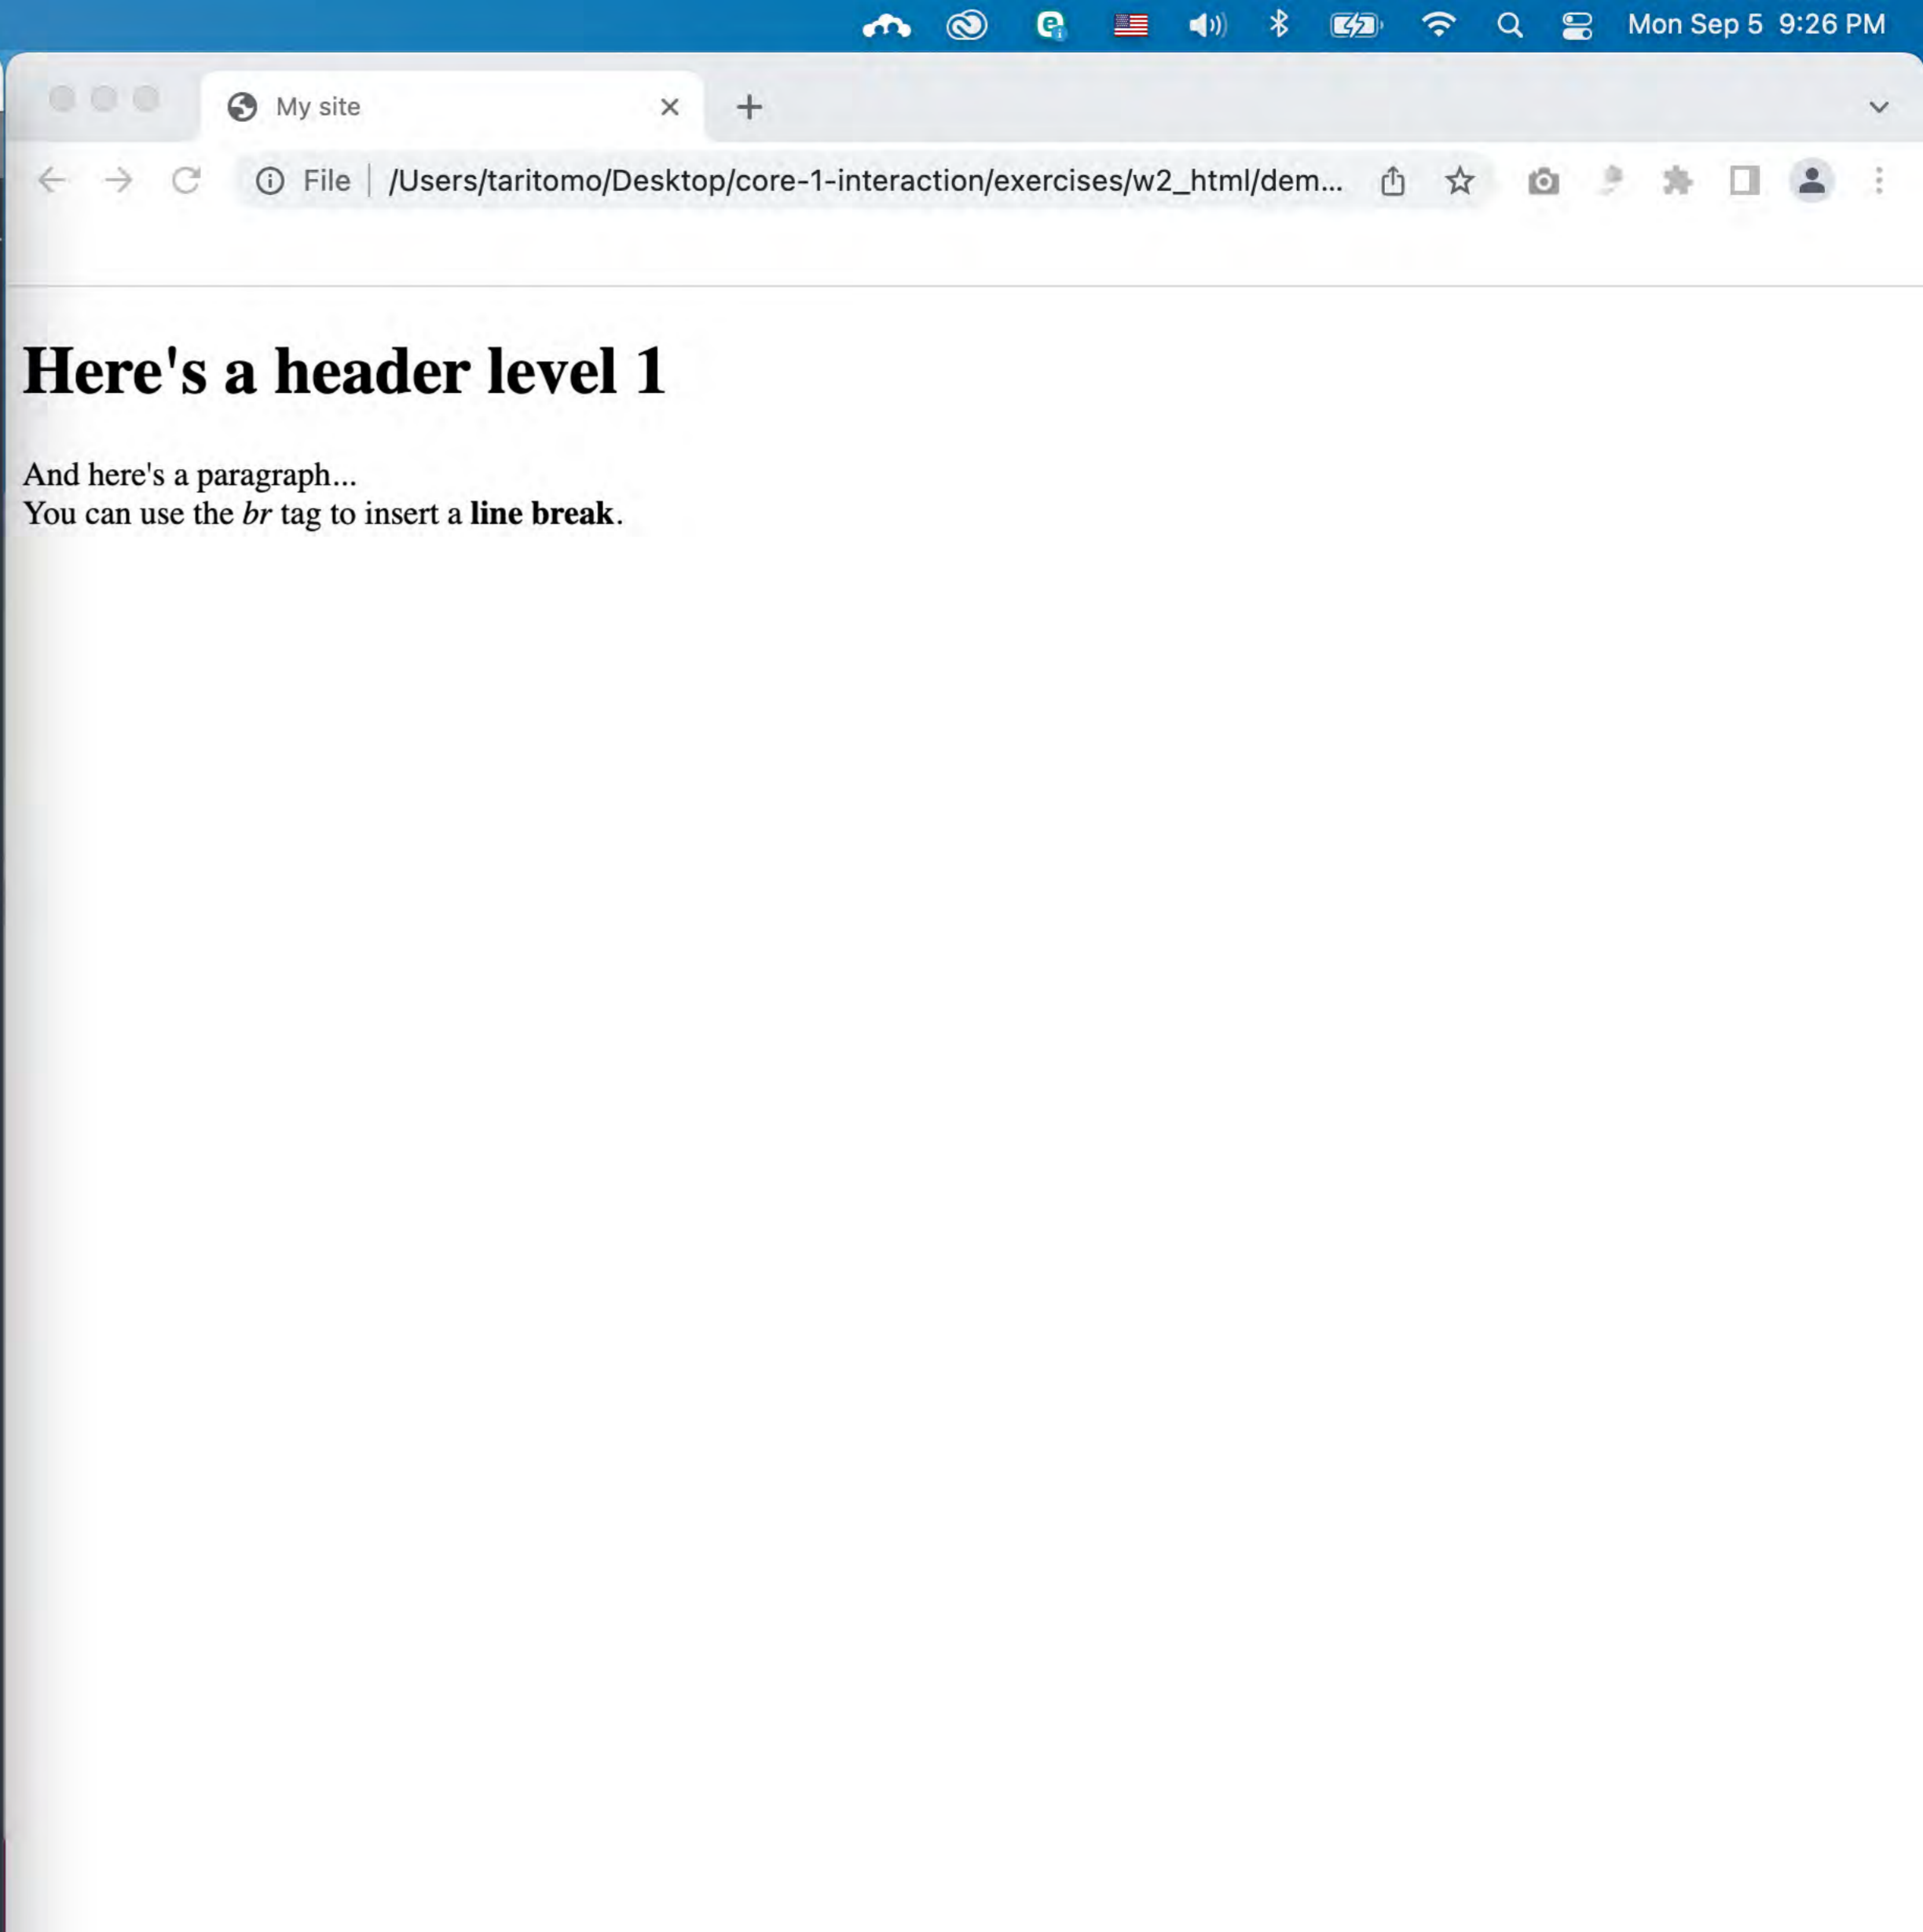 Mon Sep 5 9:26 PM
My site
File /Users/taritomo/Desktop/core-1-interaction/exercises/w2_html/dem...
Here's a header level 1
And here's a paragraph...
You can use the br tag to insert a line break.